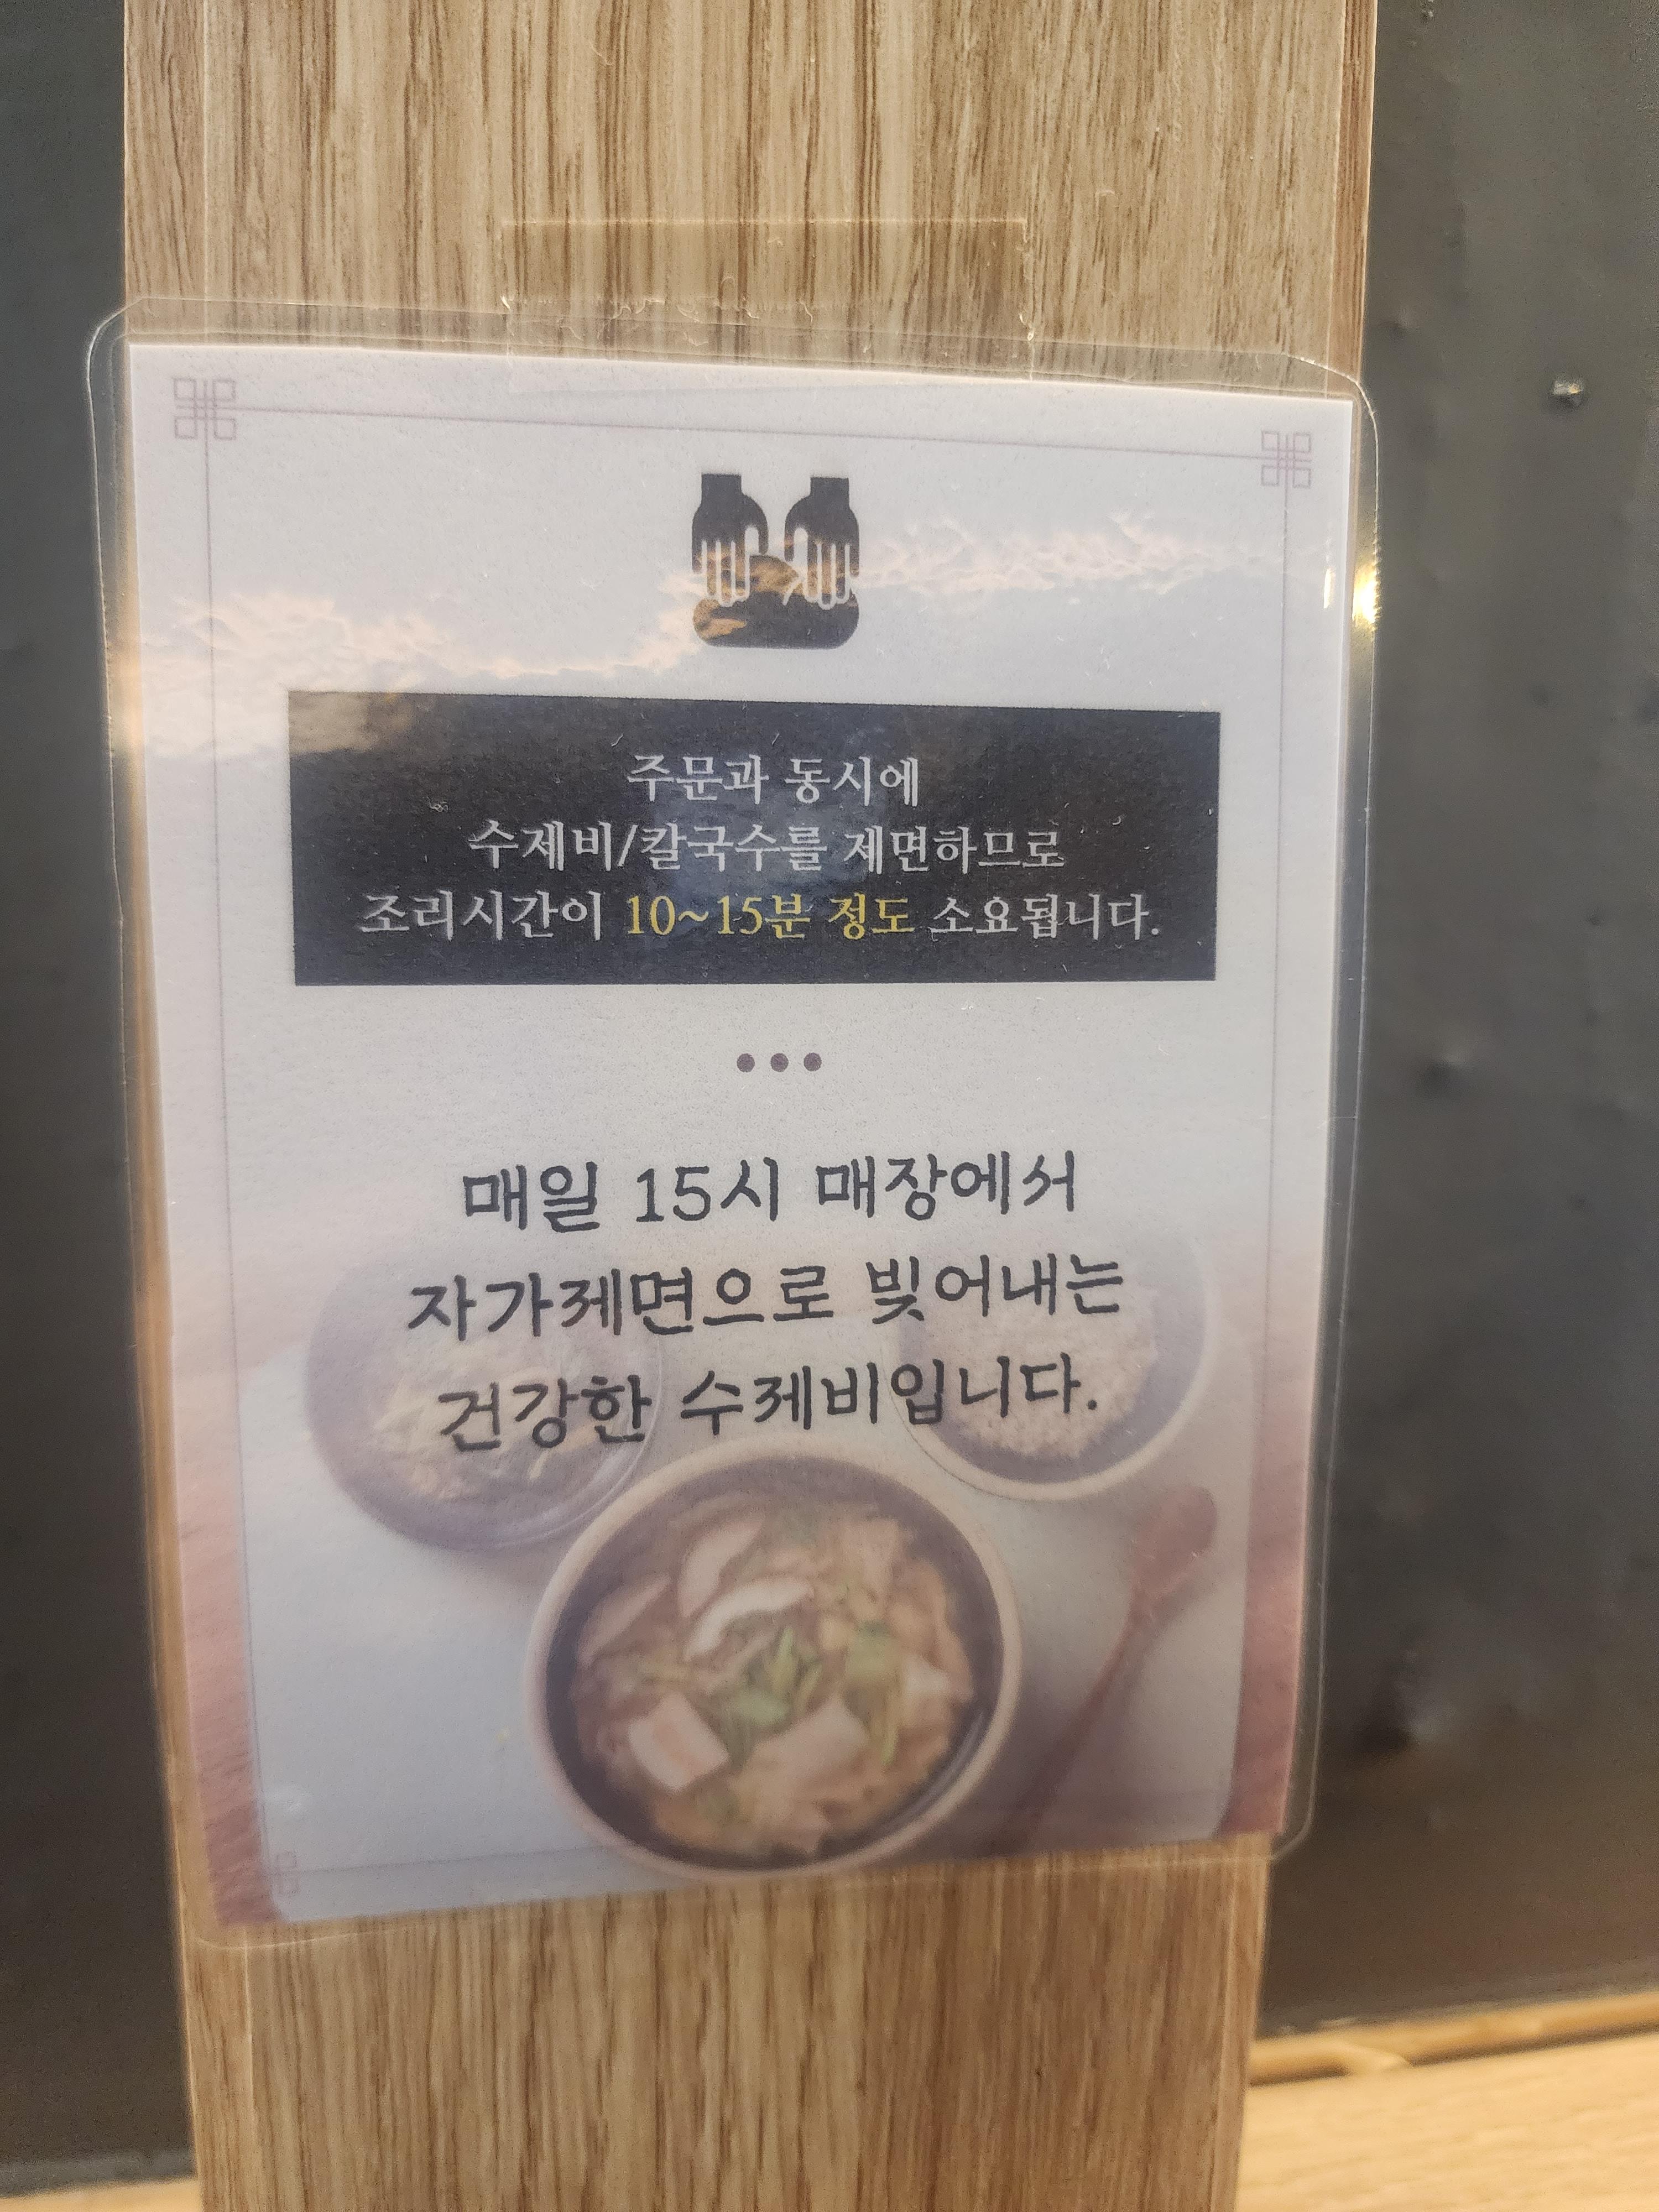 주문과 동시에
수제비/칼국수를 제면하므로
조리시간이 10~15분 정도 소요됩니다.
매일 15시 매장에서
자가제면으로 빚어내는
건강한 수제비입니다.